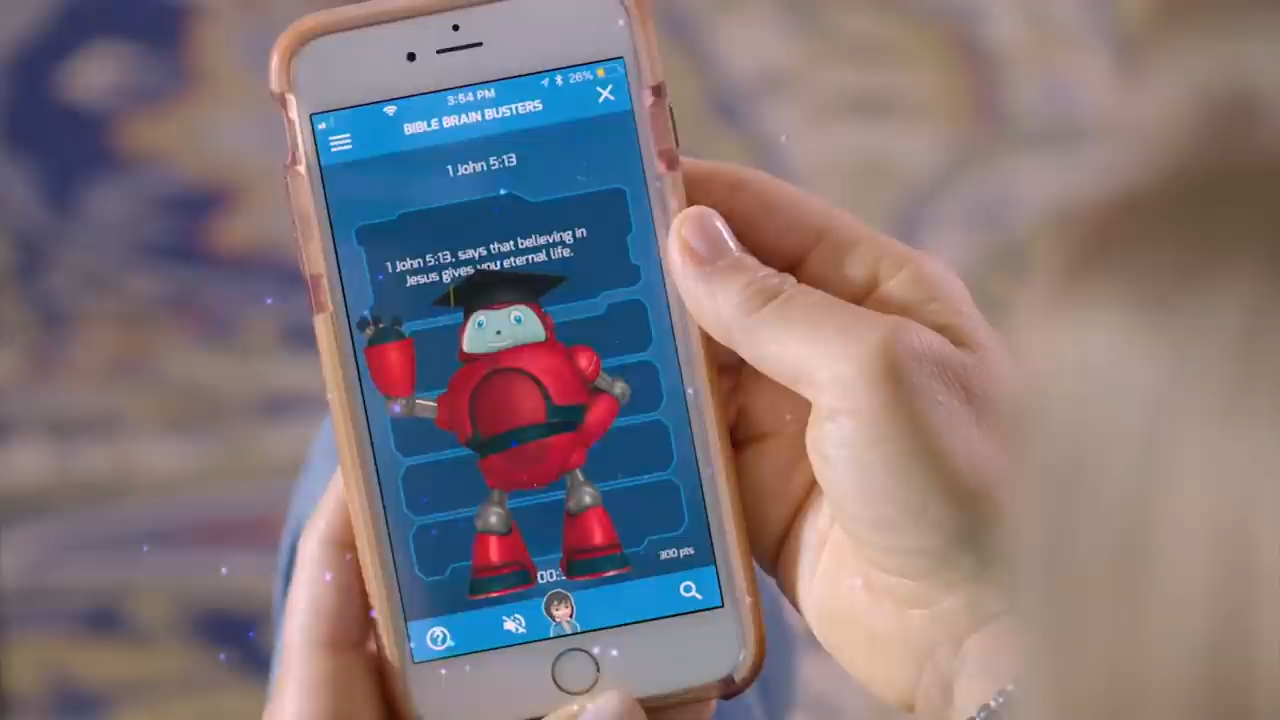 3:54 PM
26%
BIBLE BRAIN BUSTERS
1 John 5:13
1 John 5:13, says that believing in
Jesus gives you eternal life.
300 pts
00: